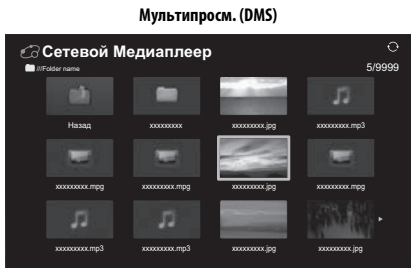 Мультипросм. (DMS)
Сетевой Медиаплеер
///Folder name
5/9999
Назад xxxxxxxxx xxxxxxxxx.jpg xxxxxxxxx.mp3
xxxxxxxxx.mpg xxxxxxxxx.mpg xxxxxxxxx.jpg xxxxxxxxx.mpg
xxxxxxxxx.mp3 xxxxxxxxx.mp3 xxxxxxxxx.jpg xxxxxxxxx.jpg